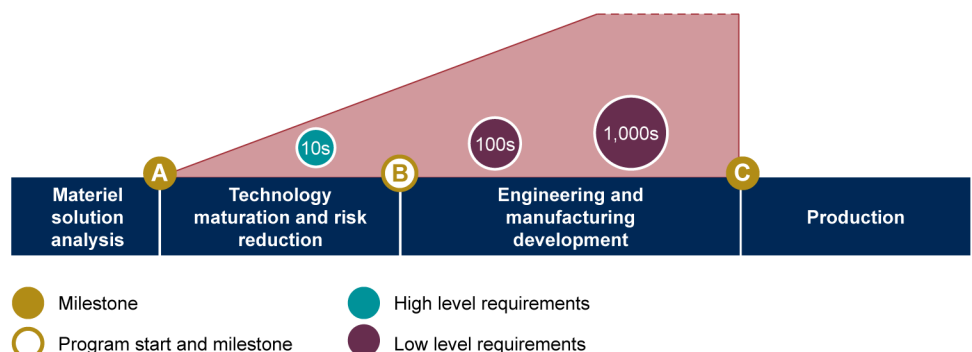 10s
100s
1,000s
A
B
C
Materiel
solution
analysis
Technology
maturation and risk
reduction
Engineering and
manufacturing
development
Production
Milestone
High level requirements
Program start and milestone
Low level requirements